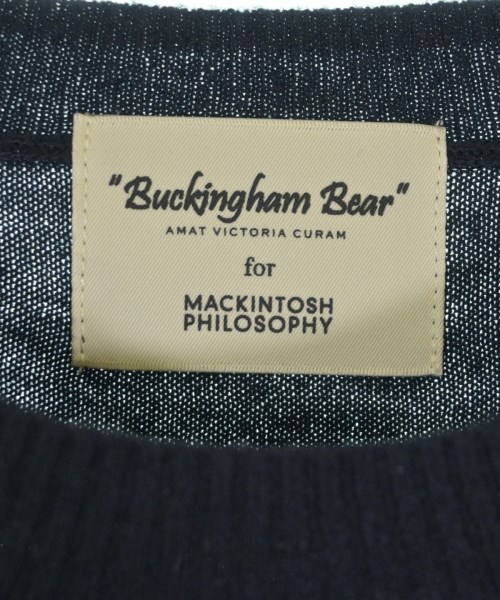 "Buckingham Bear"
AMAT VICTORIA CURAM
for
MACKINTOSH
PHILOSOPHY